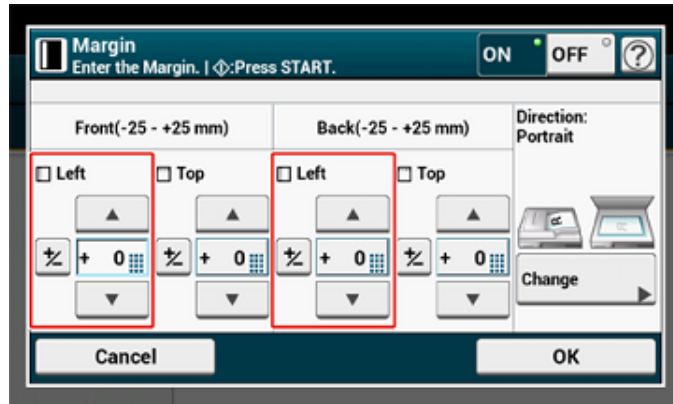 Margin
Enter the Margin. | :Press START.
ON
OFF
?
Front(-25 - +25 mm)
Back(-25 - +25 mm)
Direction:
Portrait
Left
Top
Left
Top
+/- + 0
+/- + 0
+/- + 0
+/- + 0
R
R
Change
Cancel
OK